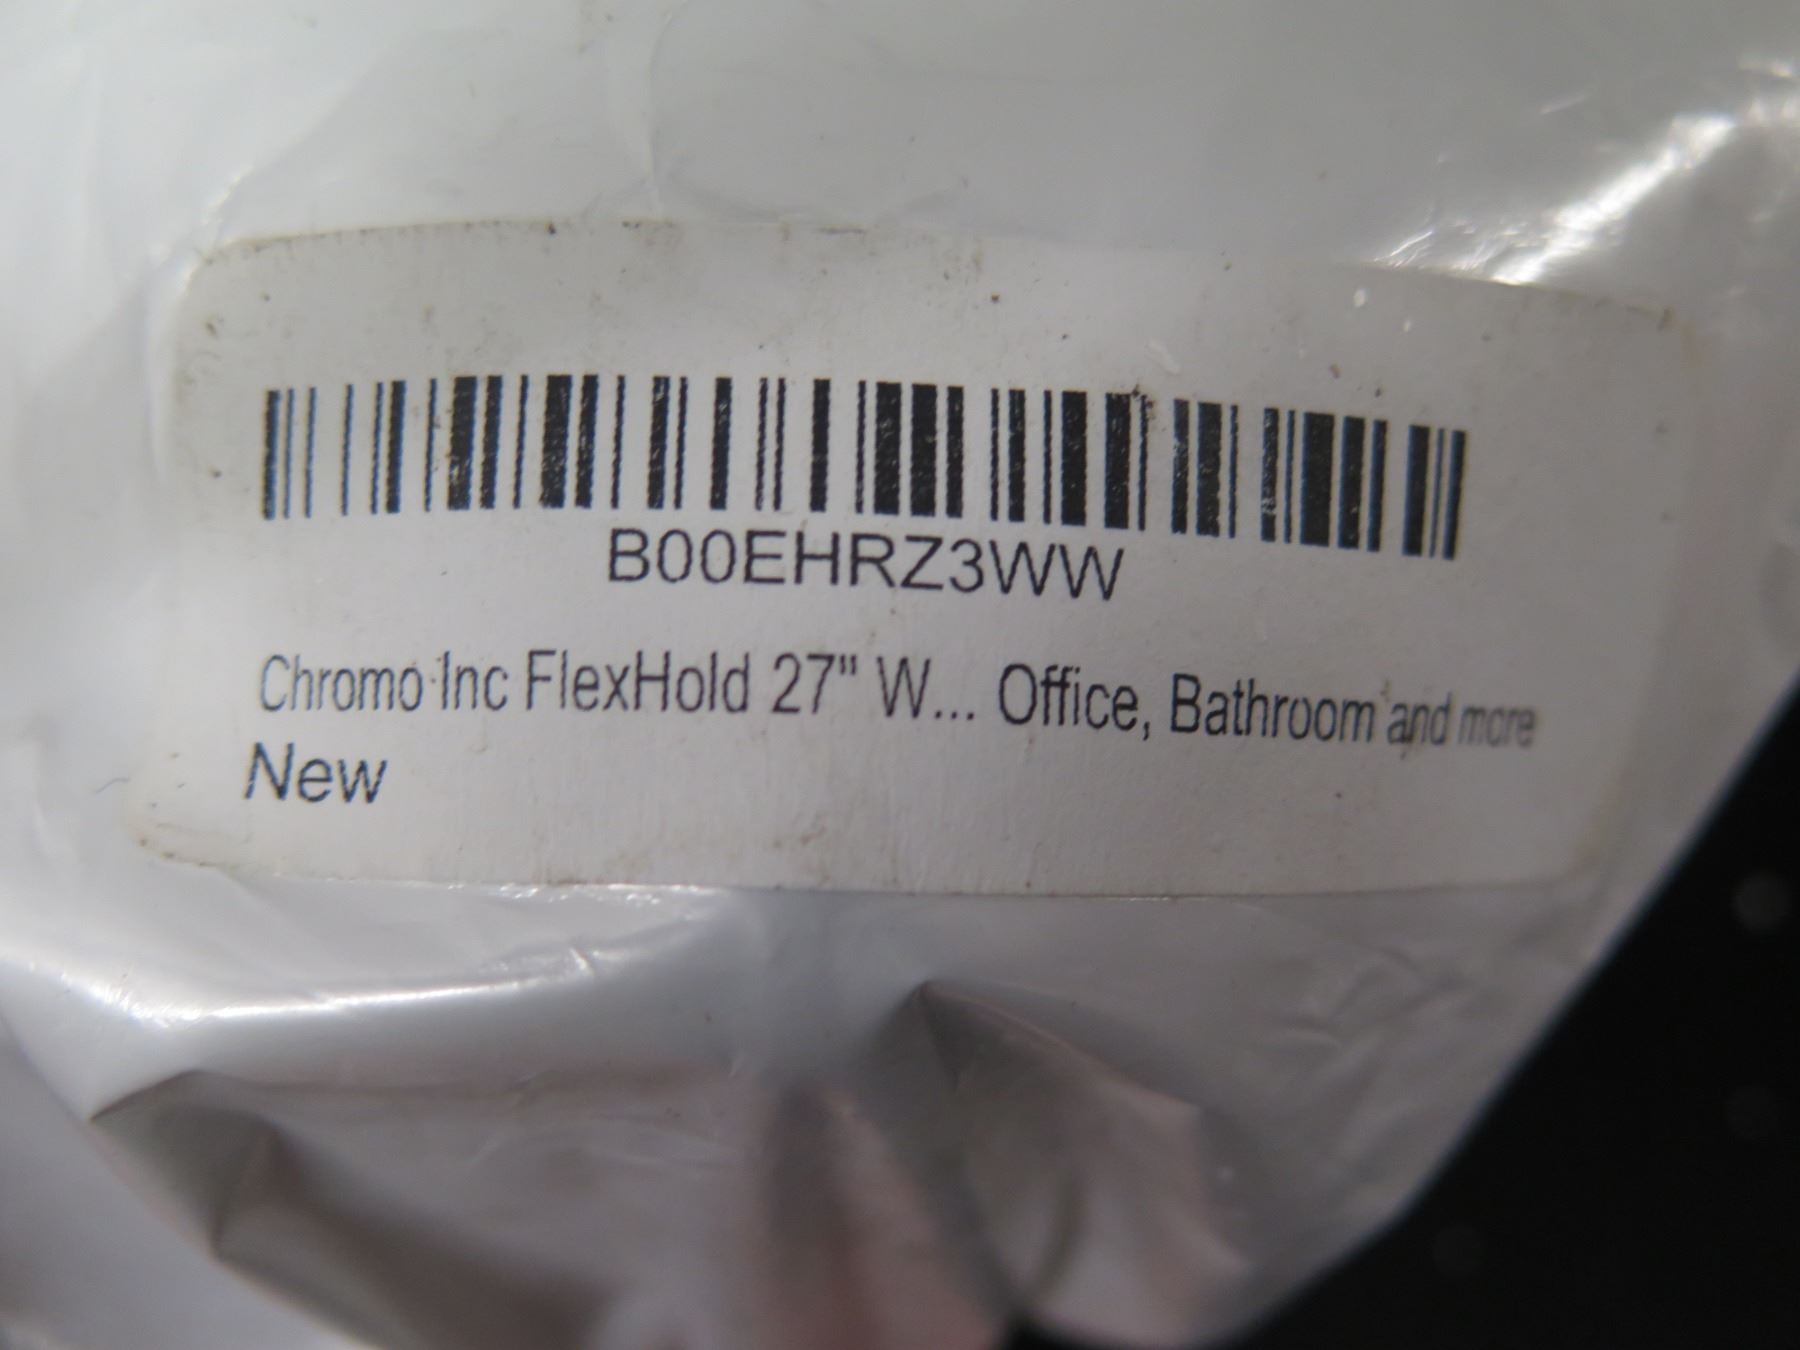 B00EHRZ3WW
Chromo Inc FlexHold 27" W... Office, Bathroom and more
New